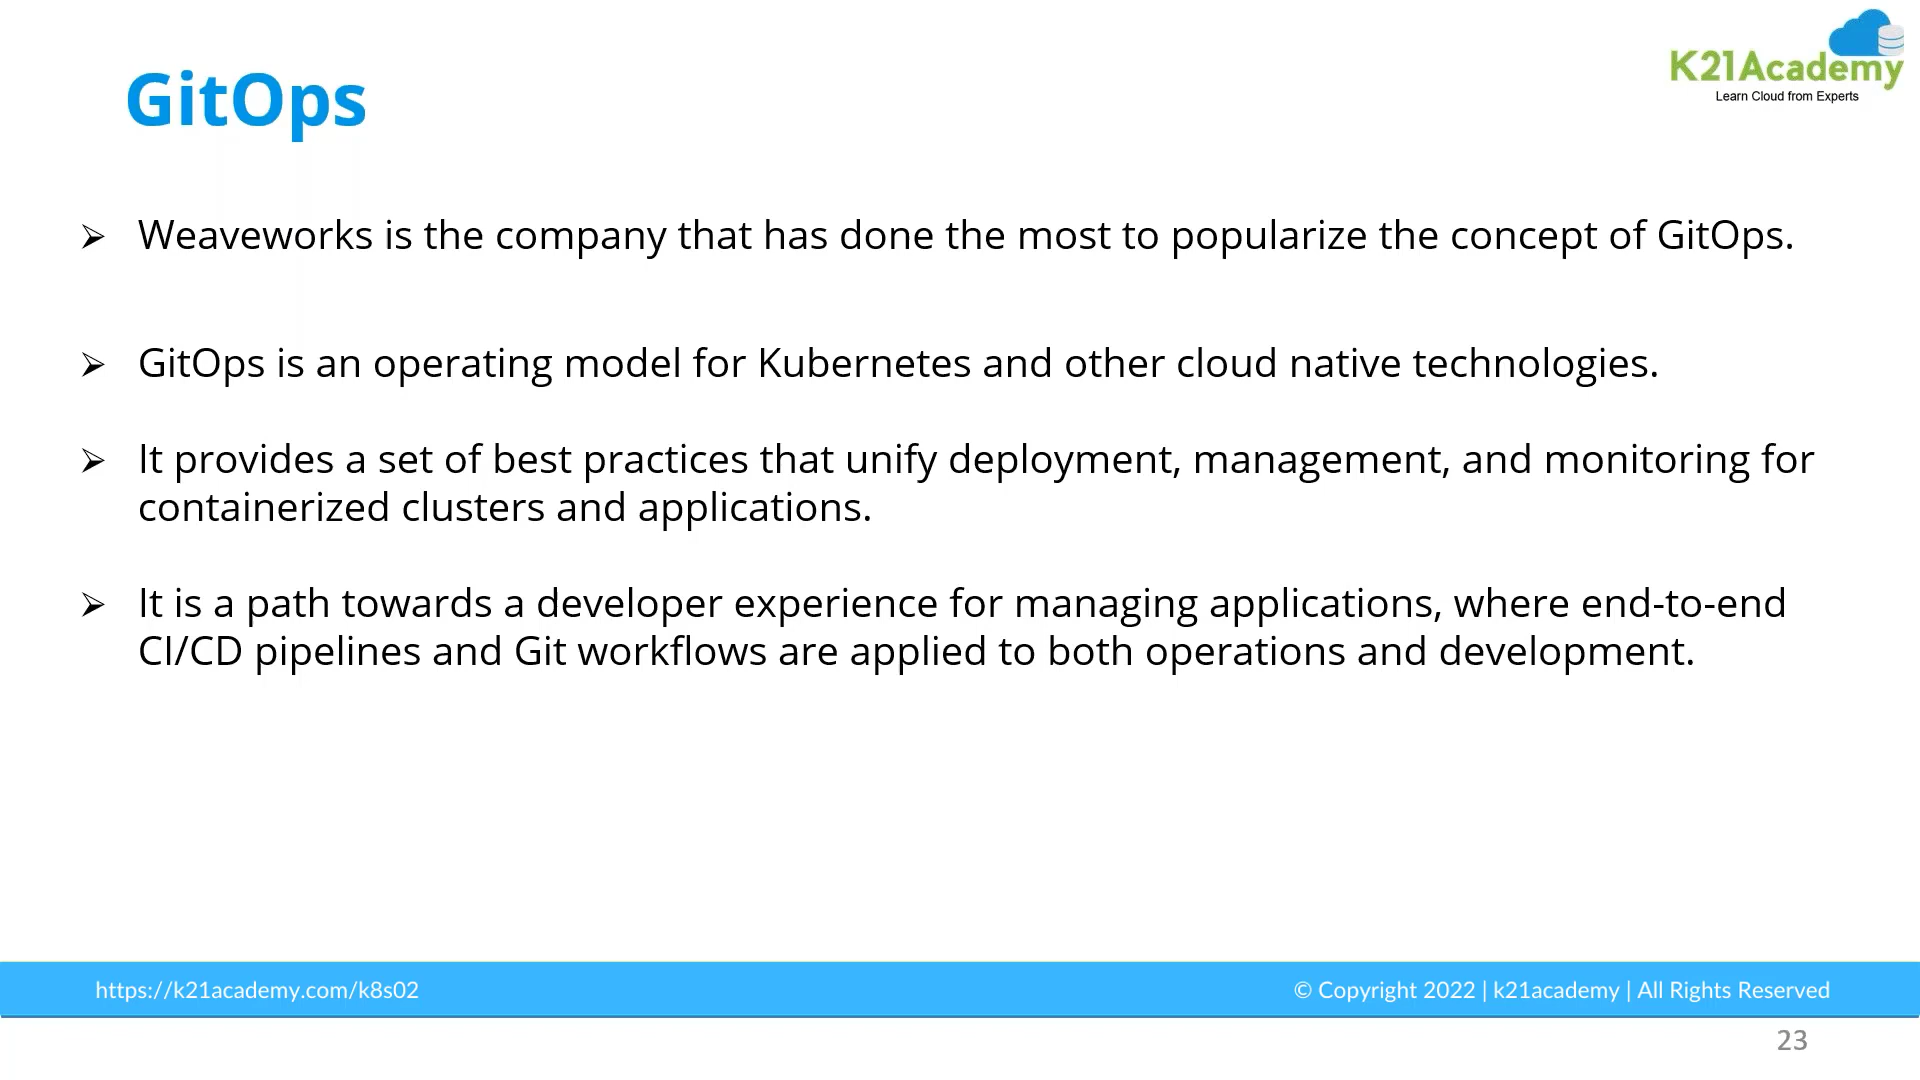 K21Academy
Learn Cloud from Experts
GitOps
➢ Weaveworks is the company that has done the most to popularize the concept of GitOps.
➢ GitOps is an operating model for Kubernetes and other cloud native technologies.
➢ It provides a set of best practices that unify deployment, management, and monitoring for
containerized clusters and applications.
➢ It is a path towards a developer experience for managing applications, where end-to-end
CI/CD pipelines and Git workflows are applied to both operations and development.
https://k21academy.com/k8s02
© Copyright 2022 | k21academy | All Rights Reserved
23